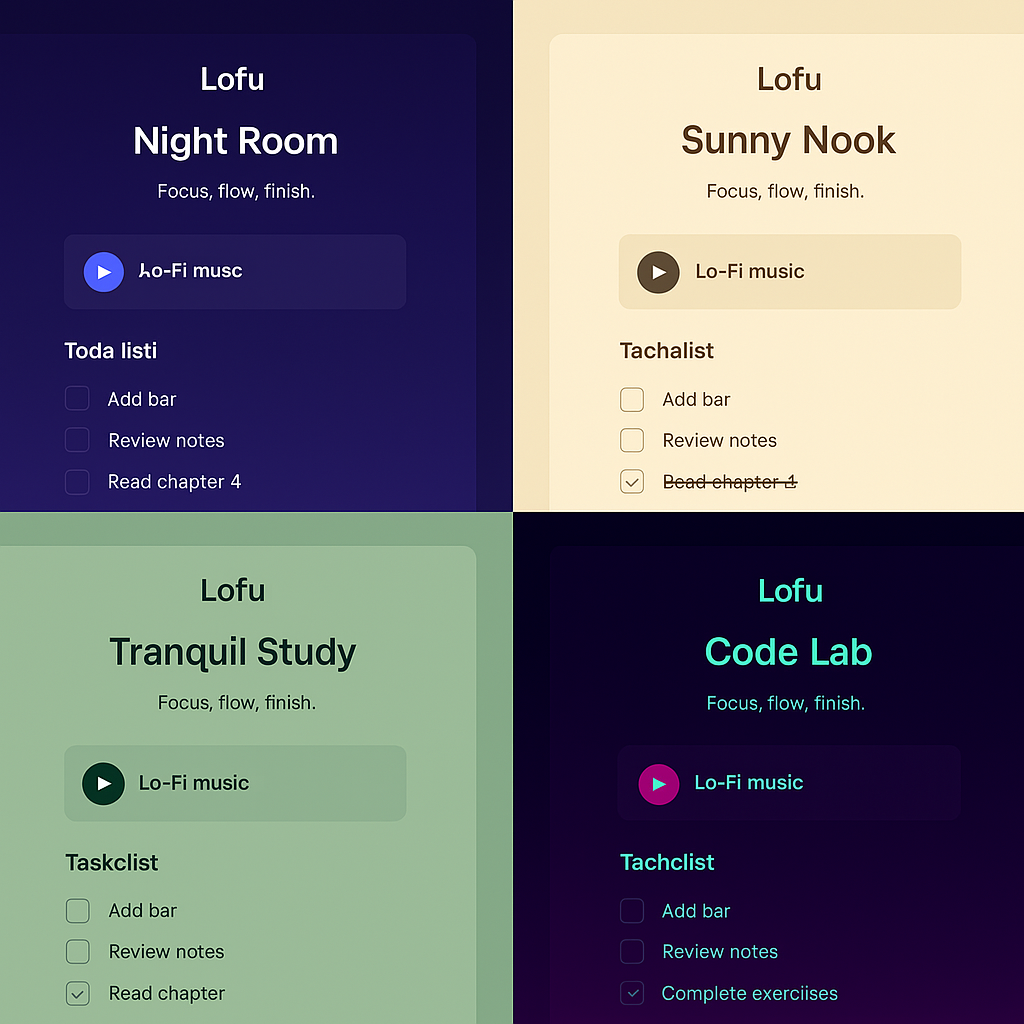 Lofu
Night Room
Focus, flow, finish.
Lo-Fi musc
Toda listi
Add bar
Review notes
Read chapter 4
Lofu
Sunny Nook
Focus, flow, finish.
Lo-Fi music
Tachalist
Add bar
Review notes
Bead chapter 1
Lofu
Tranquil Study
Focus, flow, finish.
Lo-Fi music
Taskclist
Add bar
Review notes
Read chapter
Lofu
Code Lab
Focus, flow, finish.
Lo-Fi music
Tachclist
Add bar
Review notes
Complete exerciises